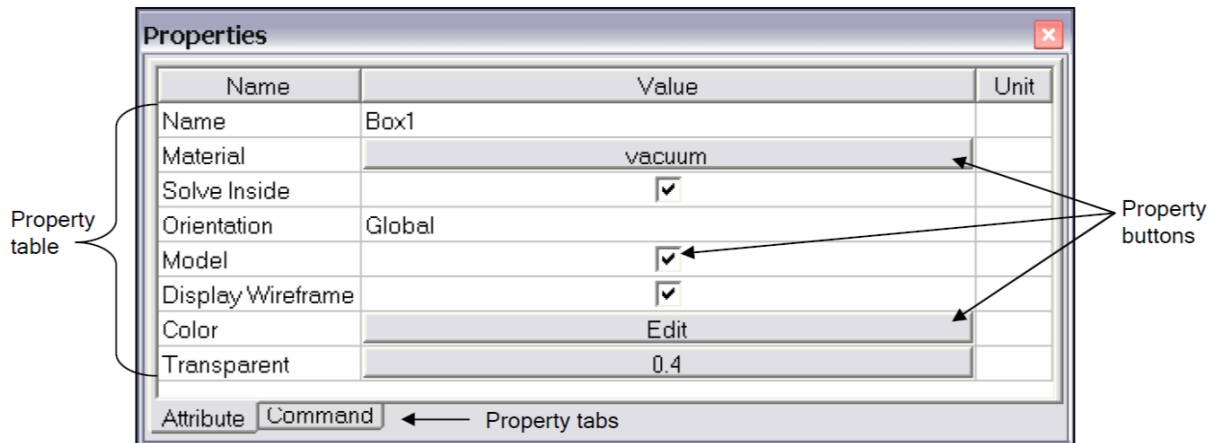 Properties
Name Value Unit
Name Box1
Material vacuum
Solve Inside
Orientation Global
Model
Display Wireframe
Color Edit
Transparent 0.4
Attribute Command
Property tabs
Property
table
Property
buttons